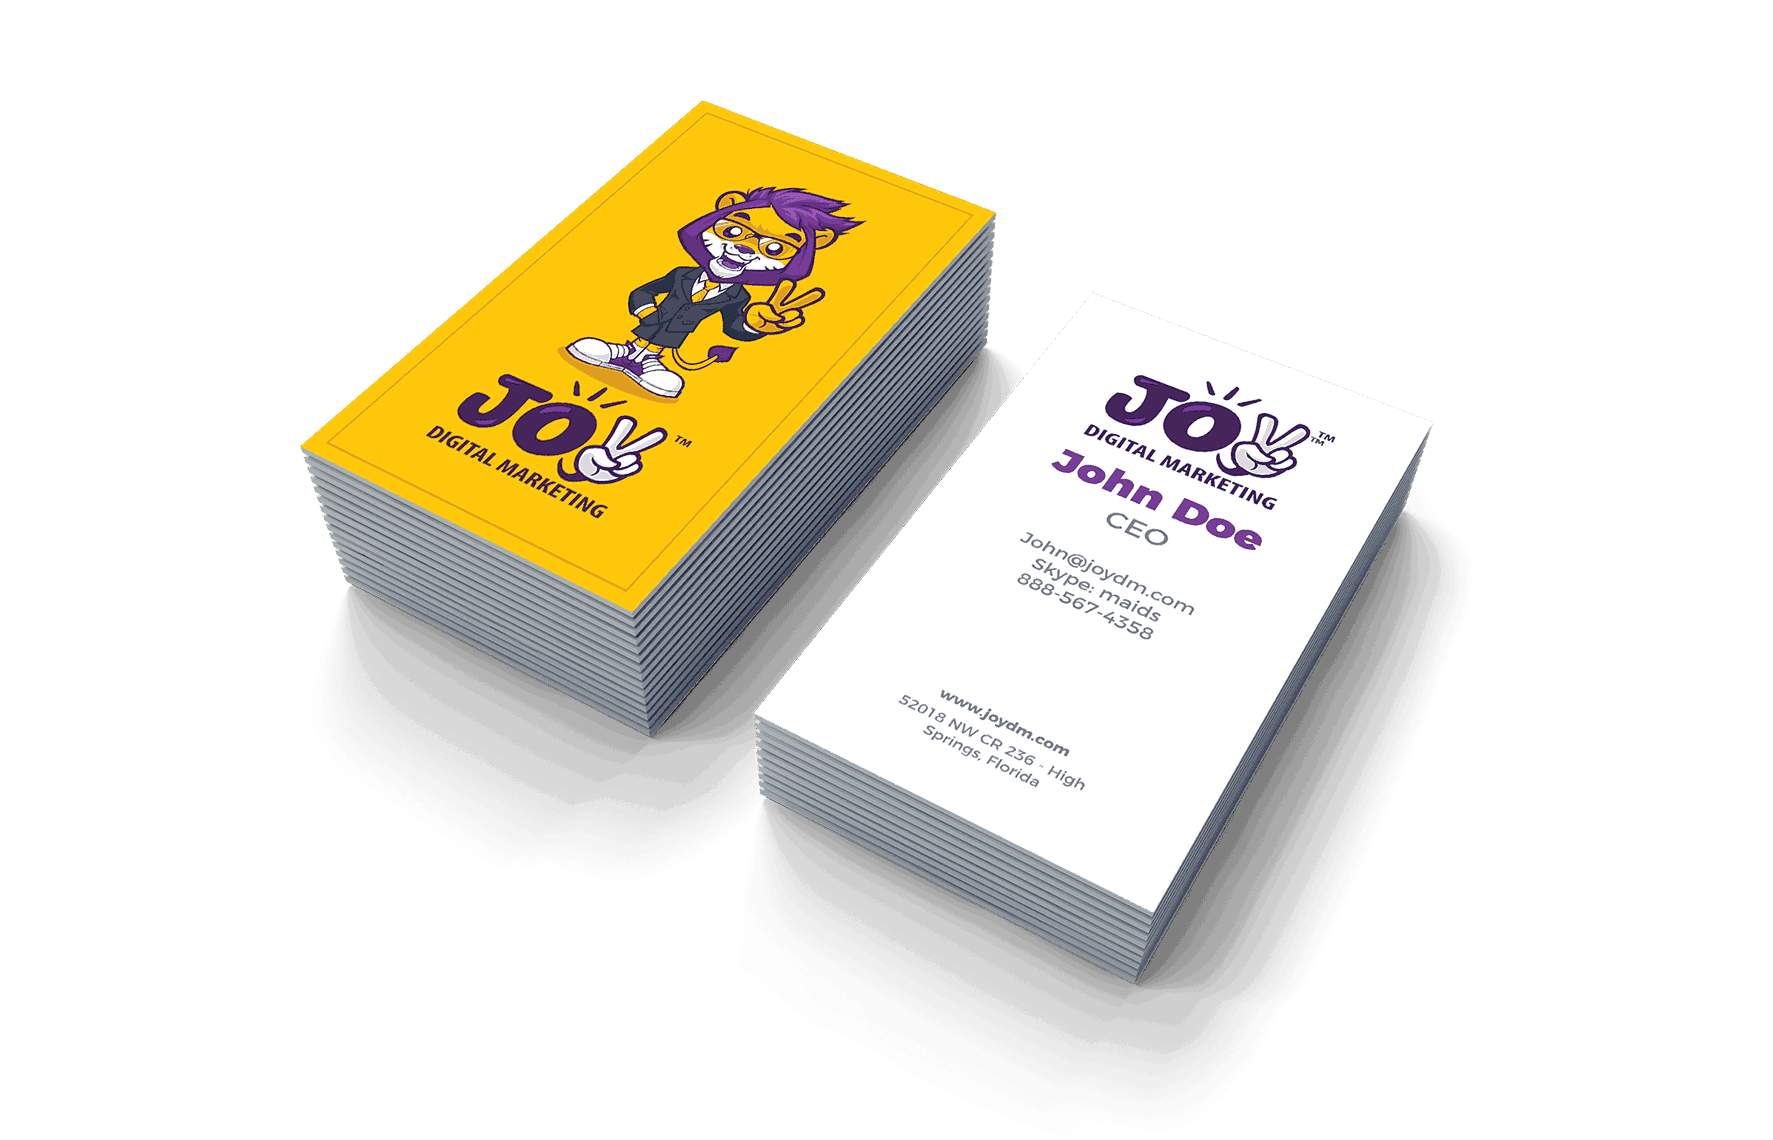 JOY ™
DIGITAL MARKETING
JOY ™
™
DIGITAL MARKETING
John Doe
CEO
John@joydm.com
Skype: maids
888-567-4358
www.joydm.com
52018 NW CR 236 - High
Springs, Florida